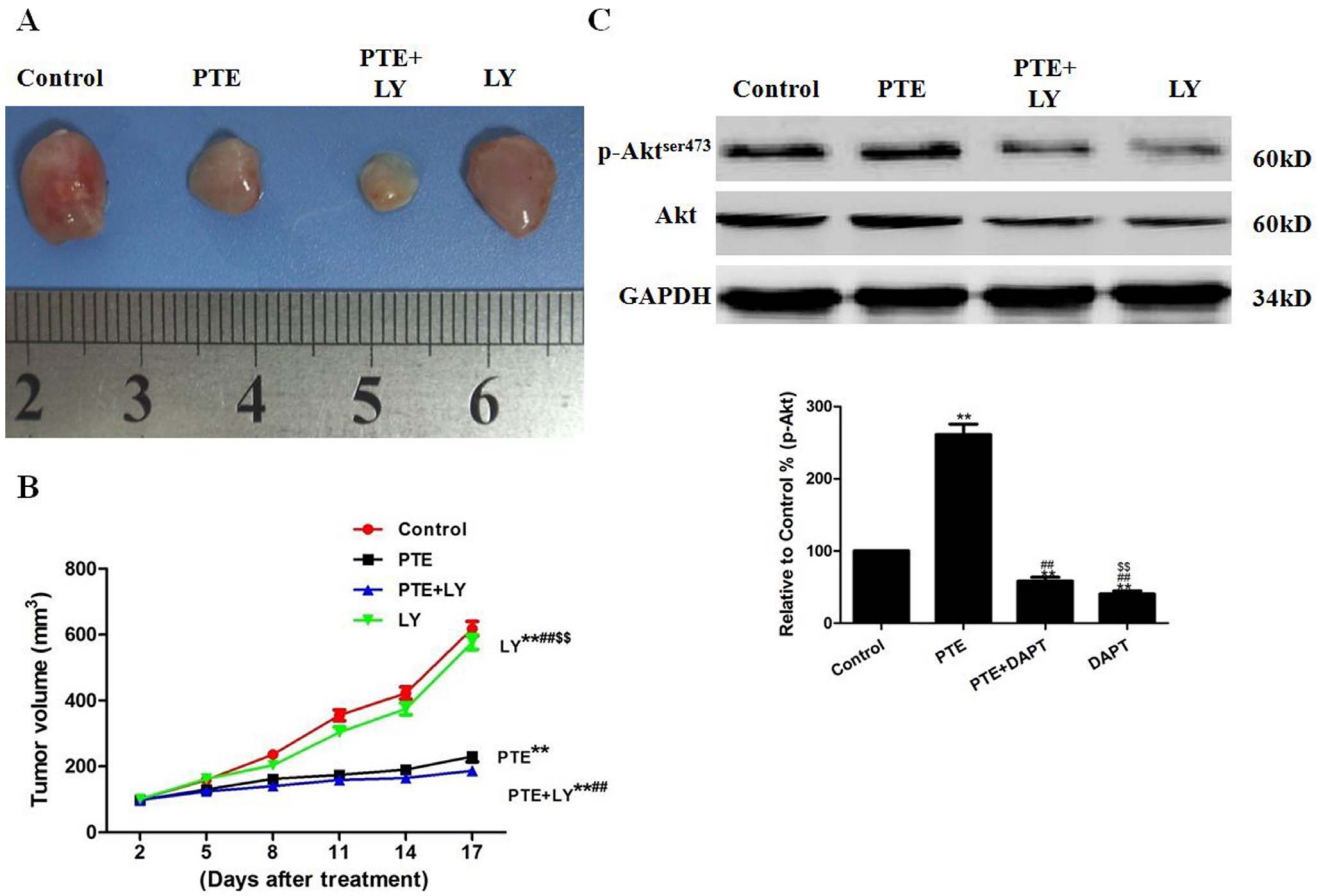 A
Control PTE PTE+
LY LY
2 3 4 5 6
B
Control
PTE
PTE+LY
LY
Tumor volume (mm3)
800
600
400
200
0
2 5 8 11 14 17
(Days after treatment)
LY**##$$
PTE**
PTE+LY**##
C
Control PTE PTE+
LY LY
p-Aktser473 60kD
Akt 60kD
GAPDH 34kD
Relative to Control % (p-Akt)
300
200
100
0
**
##
**
$$
##
**
Control PTE PTE+DAPT DAPT